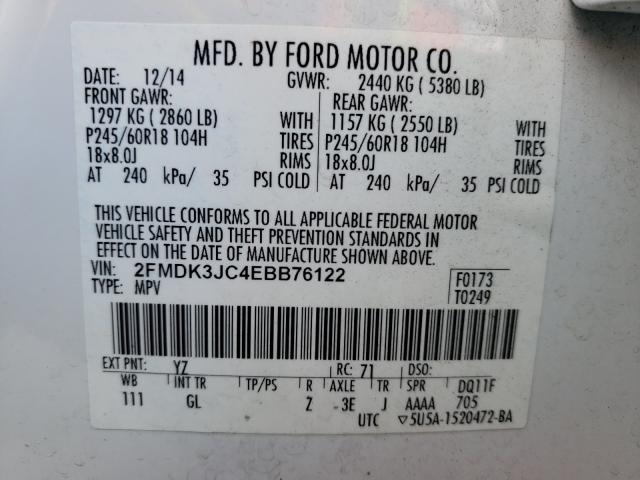 MFD. BY FORD MOTOR CO.
DATE: 12/14 GVWR: 2440 KG ( 5380 LB)
FRONT GAWR: REAR GAWR:
1297 KG ( 2860 LB) WITH 1157 KG ( 2550 LB) WITH
P245/60R18 104H TIRES P245/60R18 104H TIRES
18x8.0J RIMS 18x8.0J RIMS
AT 240 kPa/ 35 PSI COLD AT 240 kPa/ 35 PSI COLD
THIS VEHICLE CONFORMS TO ALL APPLICABLE FEDERAL MOTOR
VEHICLE SAFETY AND THEFT PREVENTION STANDARDS IN
EFFECT ON THE DATE OF MANUFACTURE SHOWN ABOVE.
VIN: 2FMDK3JC4EBB76122 F0173
TYPE: MPV T0249
EXT PNT: YZ RC: 71 DSO:
WB INT TR TP/PS R AXLE TR SPR DQ11F
111 GL Z 3E J AAAA 705
UTC ▽5U5A-1520472-BA